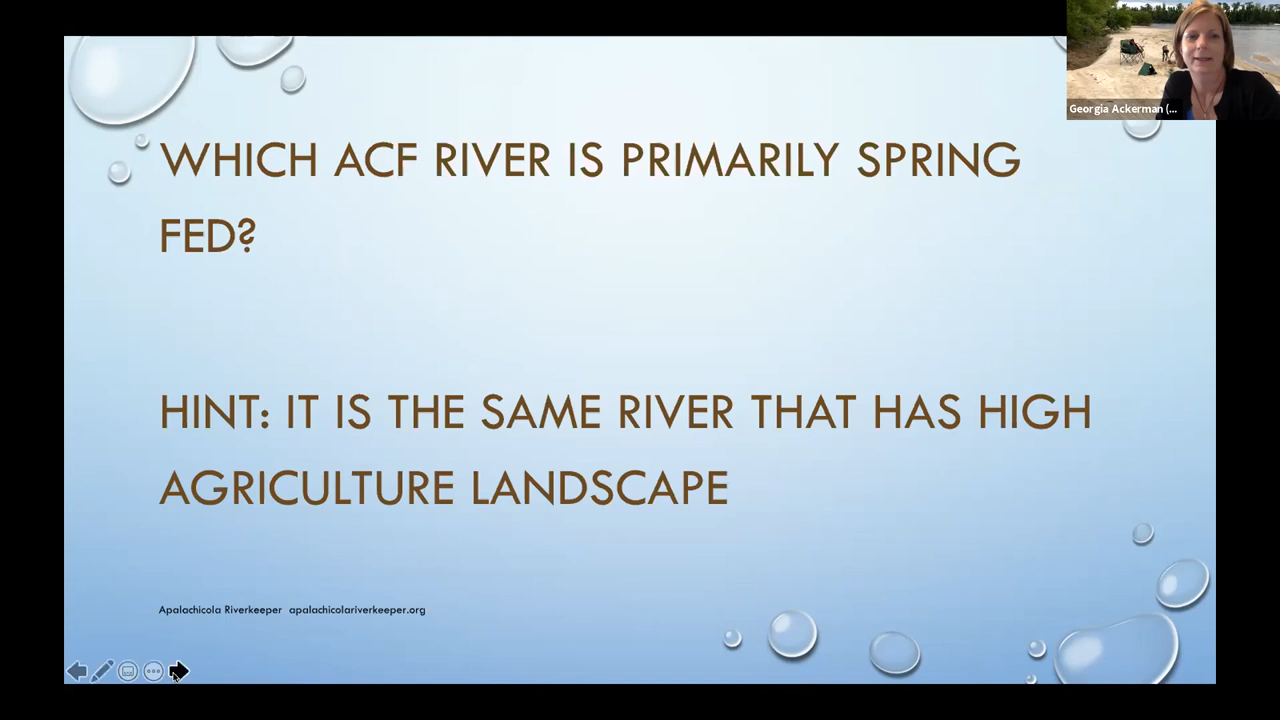 Georgia Ackerman (...
WHICH ACF RIVER IS PRIMARILY SPRING
FED?
HINT: IT IS THE SAME RIVER THAT HAS HIGH
AGRICULTURE LANDSCAPE
Apalachicola Riverkeeper apalachicolariverkeeper.org